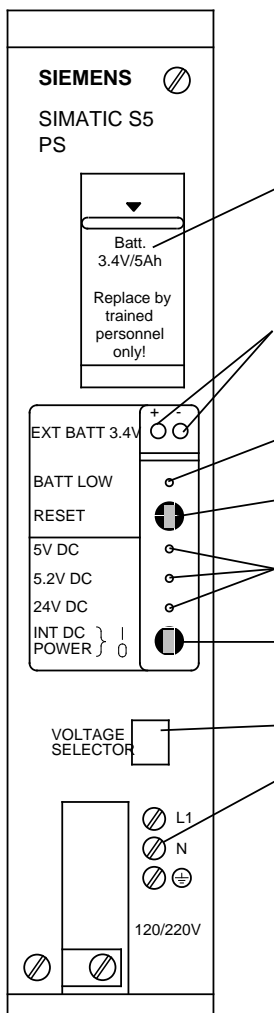 SIEMENS
SIMATIC S5
PS
Batt.
3.4V/5Ah
Replace by
trained
personnel
only!
+ -
EXT BATT 3.4V
BATT LOW
RESET
5V DC
5.2V DC
24V DC
INT DC I
POWER } 0
VOLTAGE
SELECTOR
L1
N
120/220V